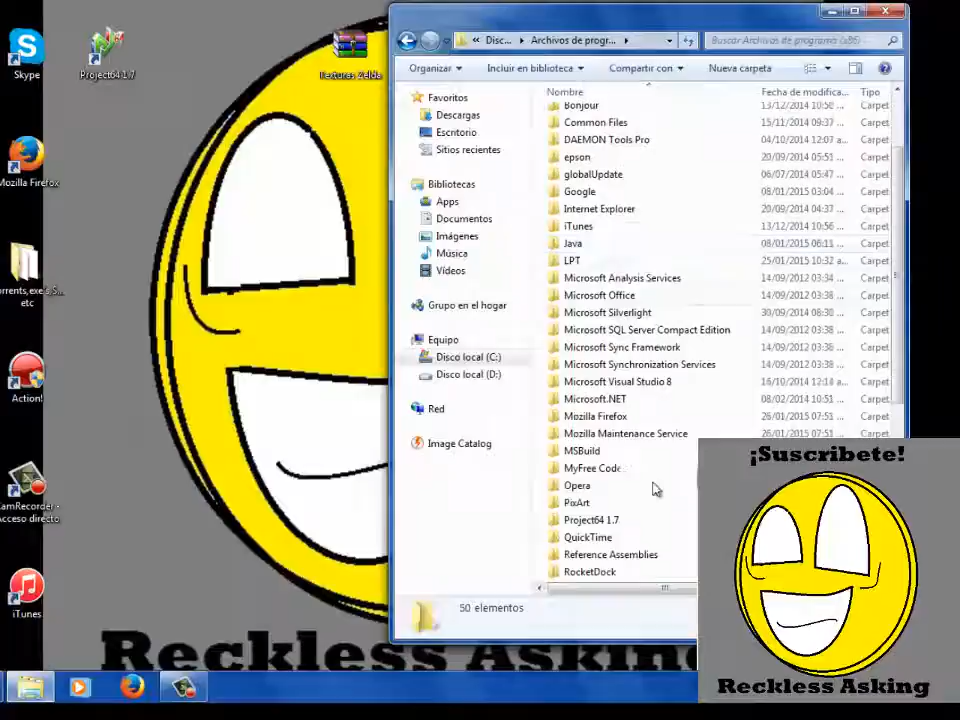 Skype
Project64 1.7
Texturas Zelda
Mozilla Firefox
orrents,exe,S...
etc
Action!
CamRecorder -
Acceso directo
iTunes
Disc...
Archivos de progr...
Buscar Archivos de programa (x86)
Organizar
Incluir en biblioteca
Compartir con
Nueva carpeta
Favoritos
Descargas
Escritorio
Sitios recientes
Bibliotecas
Apps
Documentos
Imágenes
Música
Vídeos
Grupo en el hogar
Equipo
Disco local (C:)
Disco local (D:)
Red
Image Catalog
Nombre Fecha de modifica... Tipo
Bonjour 13/12/2014 10:56 ... Carpet
Common Files 15/11/2014 09:37 ... Carpet
DAEMON Tools Pro 04/10/2014 12:07 a... Carpet
epson 20/09/2014 05:51 ... Carpet
globalUpdate 06/07/2014 05:47 ... Carpet
Google 08/01/2015 03:04 ... Carpet
Internet Explorer 20/09/2014 04:37 ... Carpet
iTunes 13/12/2014 10:56 ... Carpet
Java 08/01/2015 06:11 ... Carpet
LPT 25/01/2015 10:32 a... Carpet
Microsoft Analysis Services 14/09/2012 03:34 ... Carpet
Microsoft Office 14/09/2012 03:38 ... Carpet
Microsoft Silverlight 30/09/2014 08:30 ... Carpet
Microsoft SQL Server Compact Edition 14/09/2012 03:38 ... Carpet
Microsoft Sync Framework 14/09/2012 03:38 ... Carpet
Microsoft Synchronization Services 14/09/2012 03:38 ... Carpet
Microsoft Visual Studio 8 16/10/2014 12:14 a... Carpet
Microsoft.NET 08/02/2014 10:51 ... Carpet
Mozilla Firefox 26/01/2015 07:51 ... Carpet
Mozilla Maintenance Service 26/01/2015 07:51 ... Carpet
MSBuild
MyFree Codec
Opera
PixArt
Project64 1.7
QuickTime
Reference Assemblies
RocketDock
50 elementos
¡Suscribete!
Reckless Asking
Reckless Asking